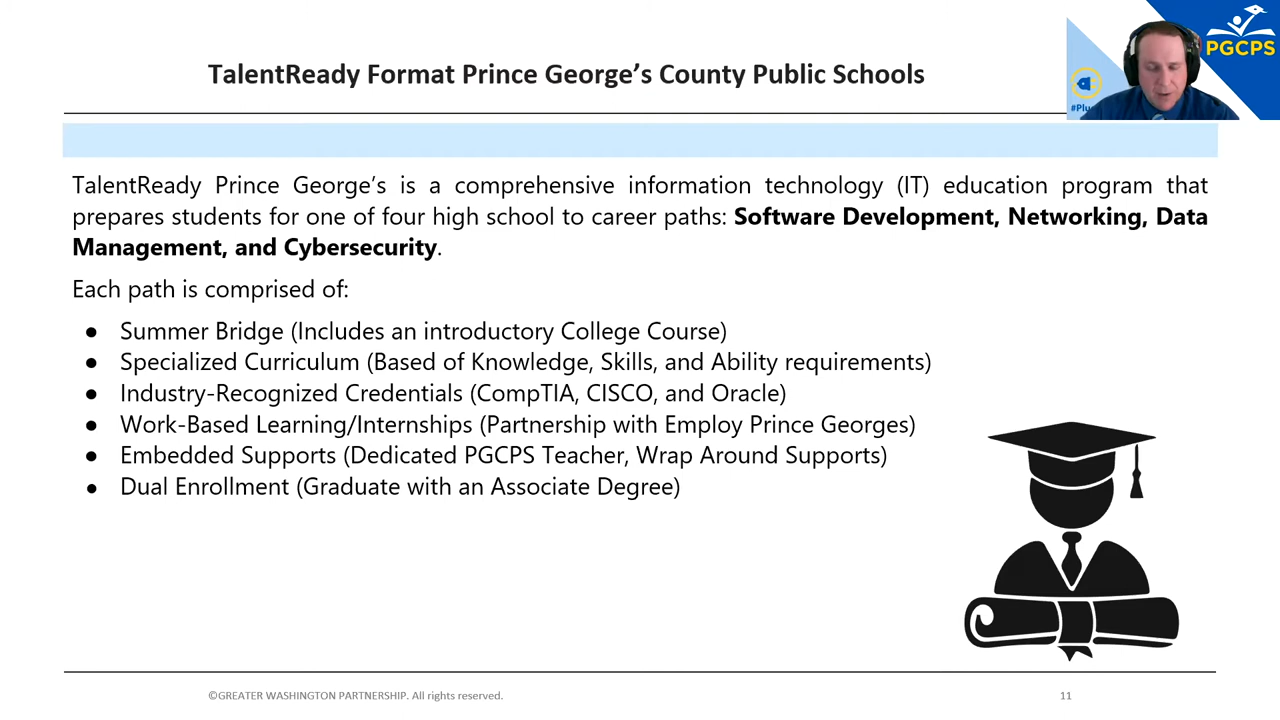 TalentReady Format Prince George's County Public Schools
PGCPS
TalentReady Prince George's is a comprehensive information technology (IT) education program that
prepares students for one of four high school to career paths: Software Development, Networking, Data
Management, and Cybersecurity.
Each path is comprised of:
● Summer Bridge (Includes an introductory College Course)
● Specialized Curriculum (Based of Knowledge, Skills, and Ability requirements)
● Industry-Recognized Credentials (CompTIA, CISCO, and Oracle)
● Work-Based Learning/Internships (Partnership with Employ Prince Georges)
● Embedded Supports (Dedicated PGCPS Teacher, Wrap Around Supports)
● Dual Enrollment (Graduate with an Associate Degree)
©GREATER WASHINGTON PARTNERSHIP. All rights reserved.
11